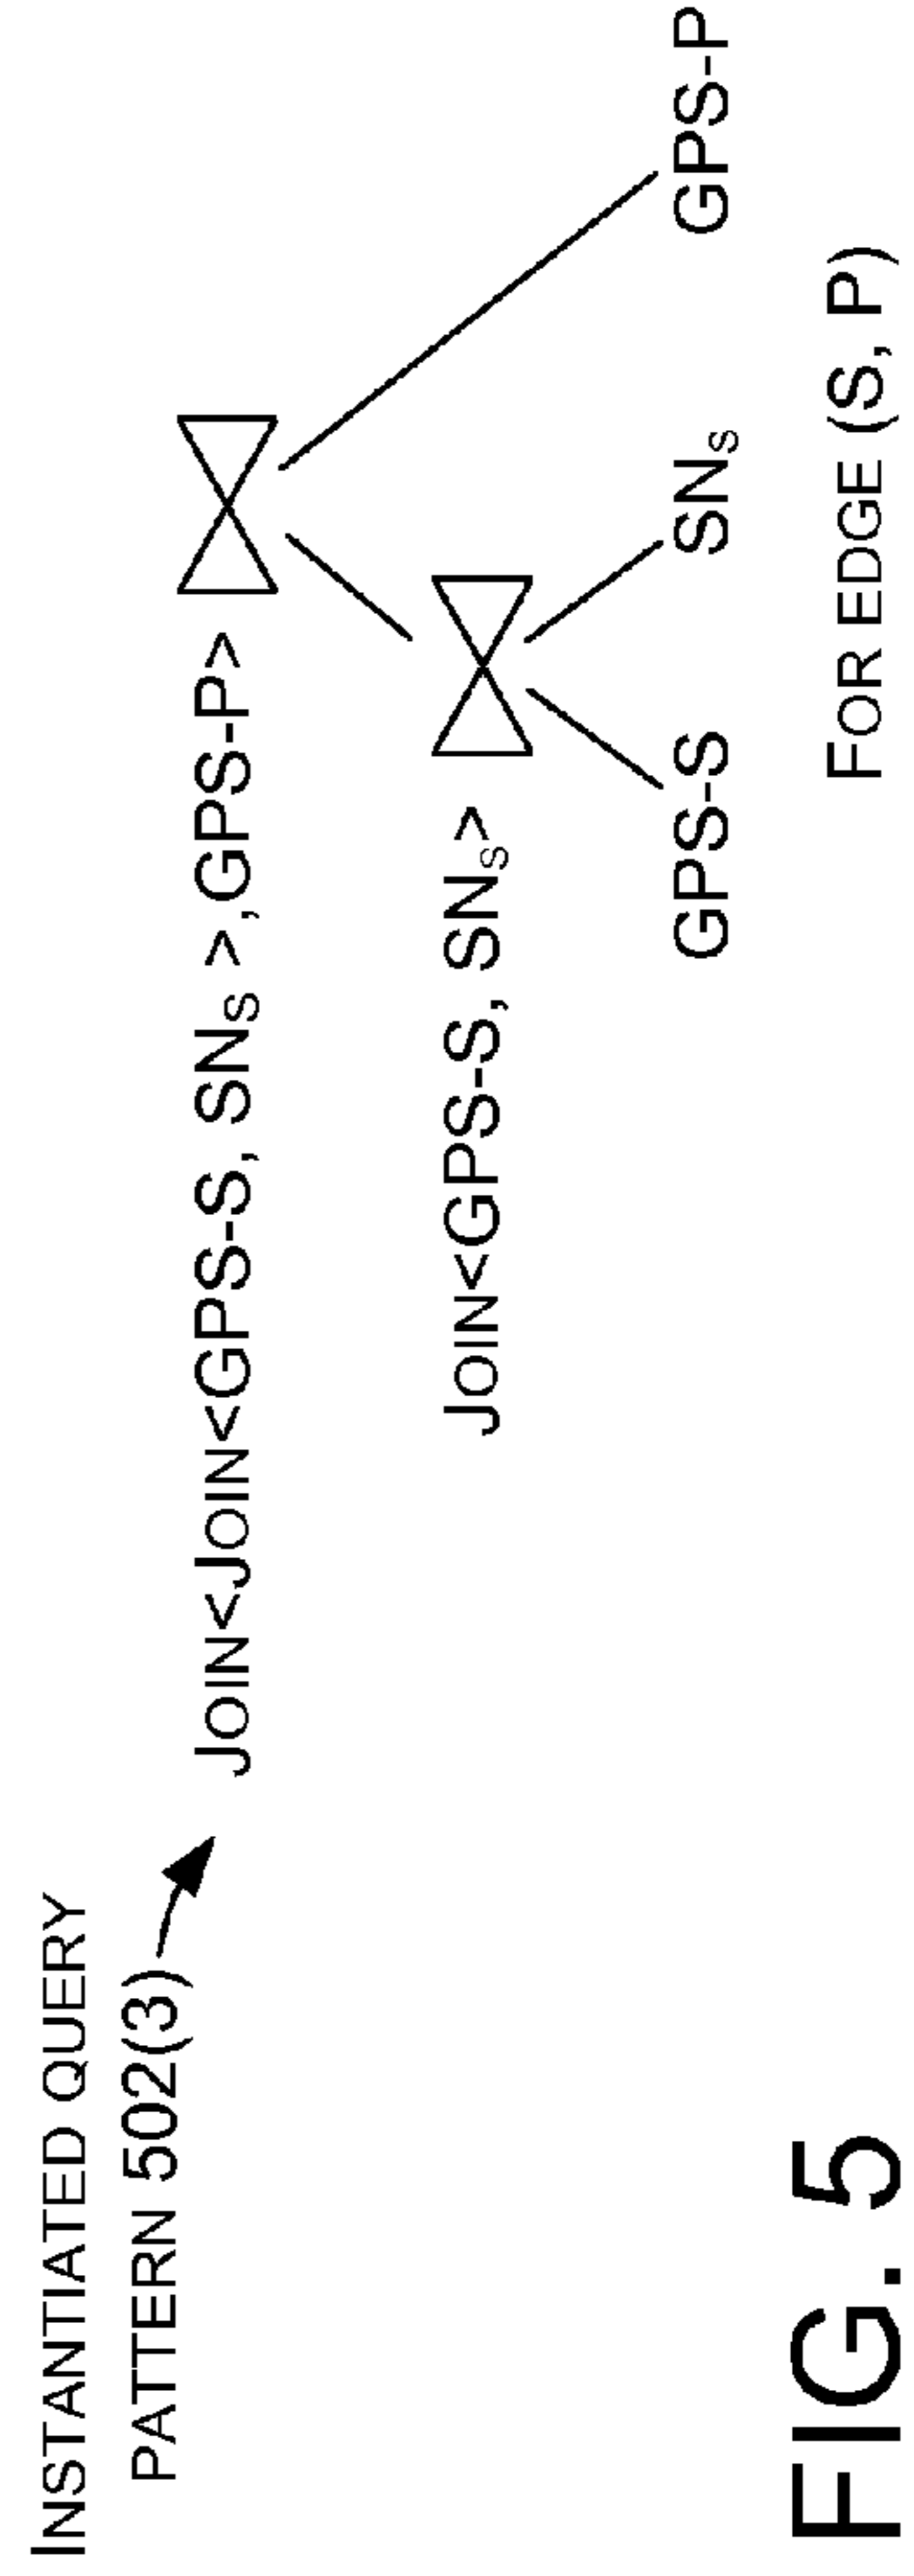 INSTANTIATED QUERY
PATTERN 502(3)
JOIN<JOIN<GPS-S, SNS >,GPS-P>
JOIN<GPS-S, SNS>
GPS-S SNS GPS-P
FOR EDGE (S, P)
FIG. 5